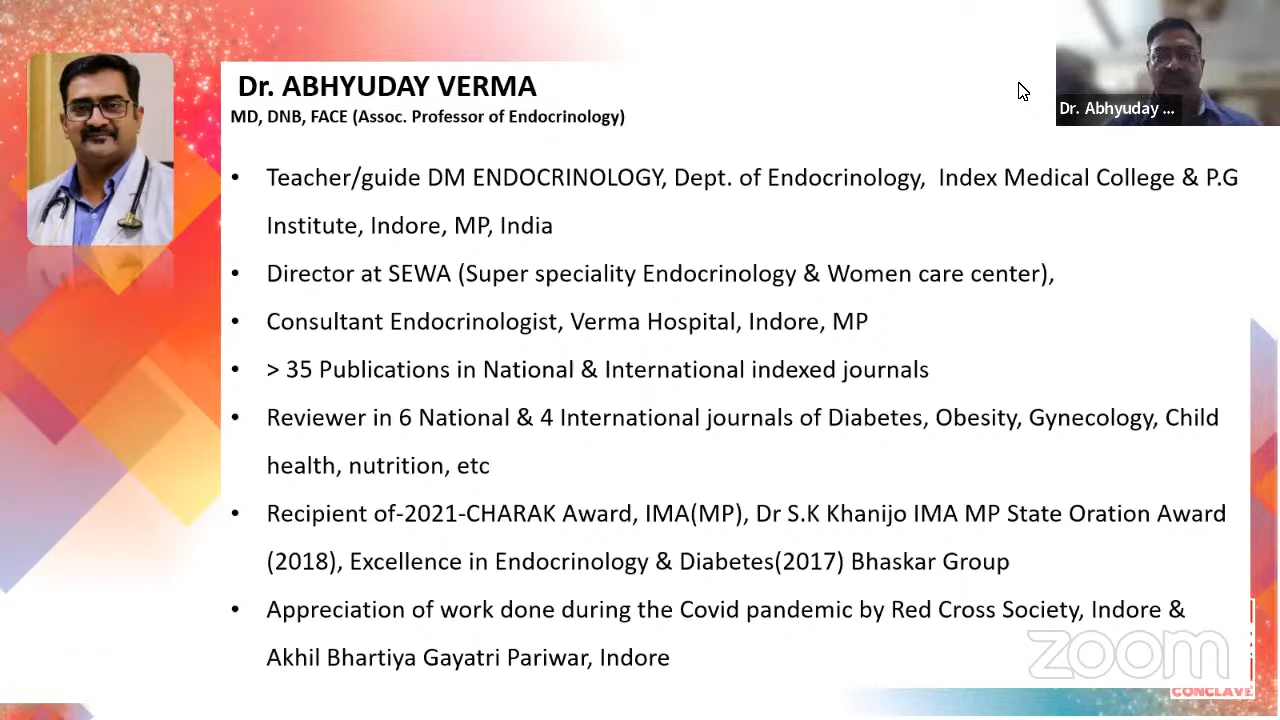 Dr. ABHYUDAY VERMA
MD, DNB, FACE (Assoc. Professor of Endocrinology)
Dr. Abhyuday ...
• Teacher/guide DM ENDOCRINOLOGY, Dept. of Endocrinology, Index Medical College & P.G
Institute, Indore, MP, India
• Director at SEWA (Super speciality Endocrinology & Women care center),
• Consultant Endocrinologist, Verma Hospital, Indore, MP
• > 35 Publications in National & International indexed journals
• Reviewer in 6 National & 4 International journals of Diabetes, Obesity, Gynecology, Child
health, nutrition, etc
• Recipient of-2021-CHARAK Award, IMA(MP), Dr S.K Khanijo IMA MP State Oration Award
(2018), Excellence in Endocrinology & Diabetes(2017) Bhaskar Group
• Appreciation of work done during the Covid pandemic by Red Cross Society, Indore &
Akhil Bhartiya Gayatri Pariwar, Indore
zoom
CONCLAVE